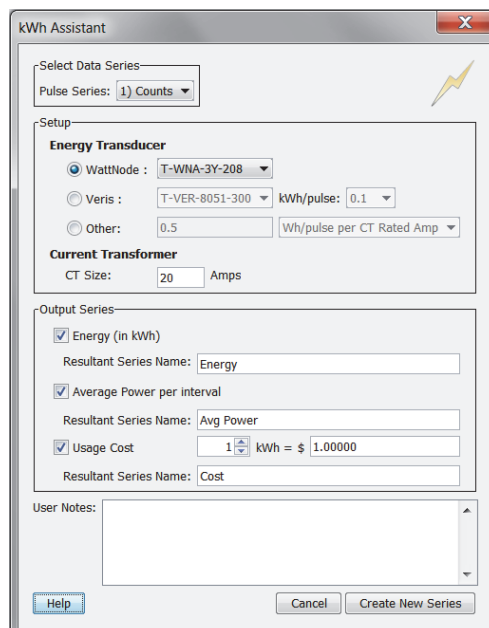 kWh Assistant
X
Select Data Series
Pulse Series: 1) Counts
Setup
Energy Transducer
WattNode : T-WNA-3Y-208
Veris : T-VER-8051-300 kWh/pulse: 0.1
Other: 0.5 Wh/pulse per CT Rated Amp
Current Transformer
CT Size: 20 Amps
Output Series
Energy (in kWh)
Resultant Series Name: Energy
Average Power per interval
Resultant Series Name: Avg Power
Usage Cost 1 kWh = $ 1.00000
Resultant Series Name: Cost
User Notes:
Help Cancel Create New Series